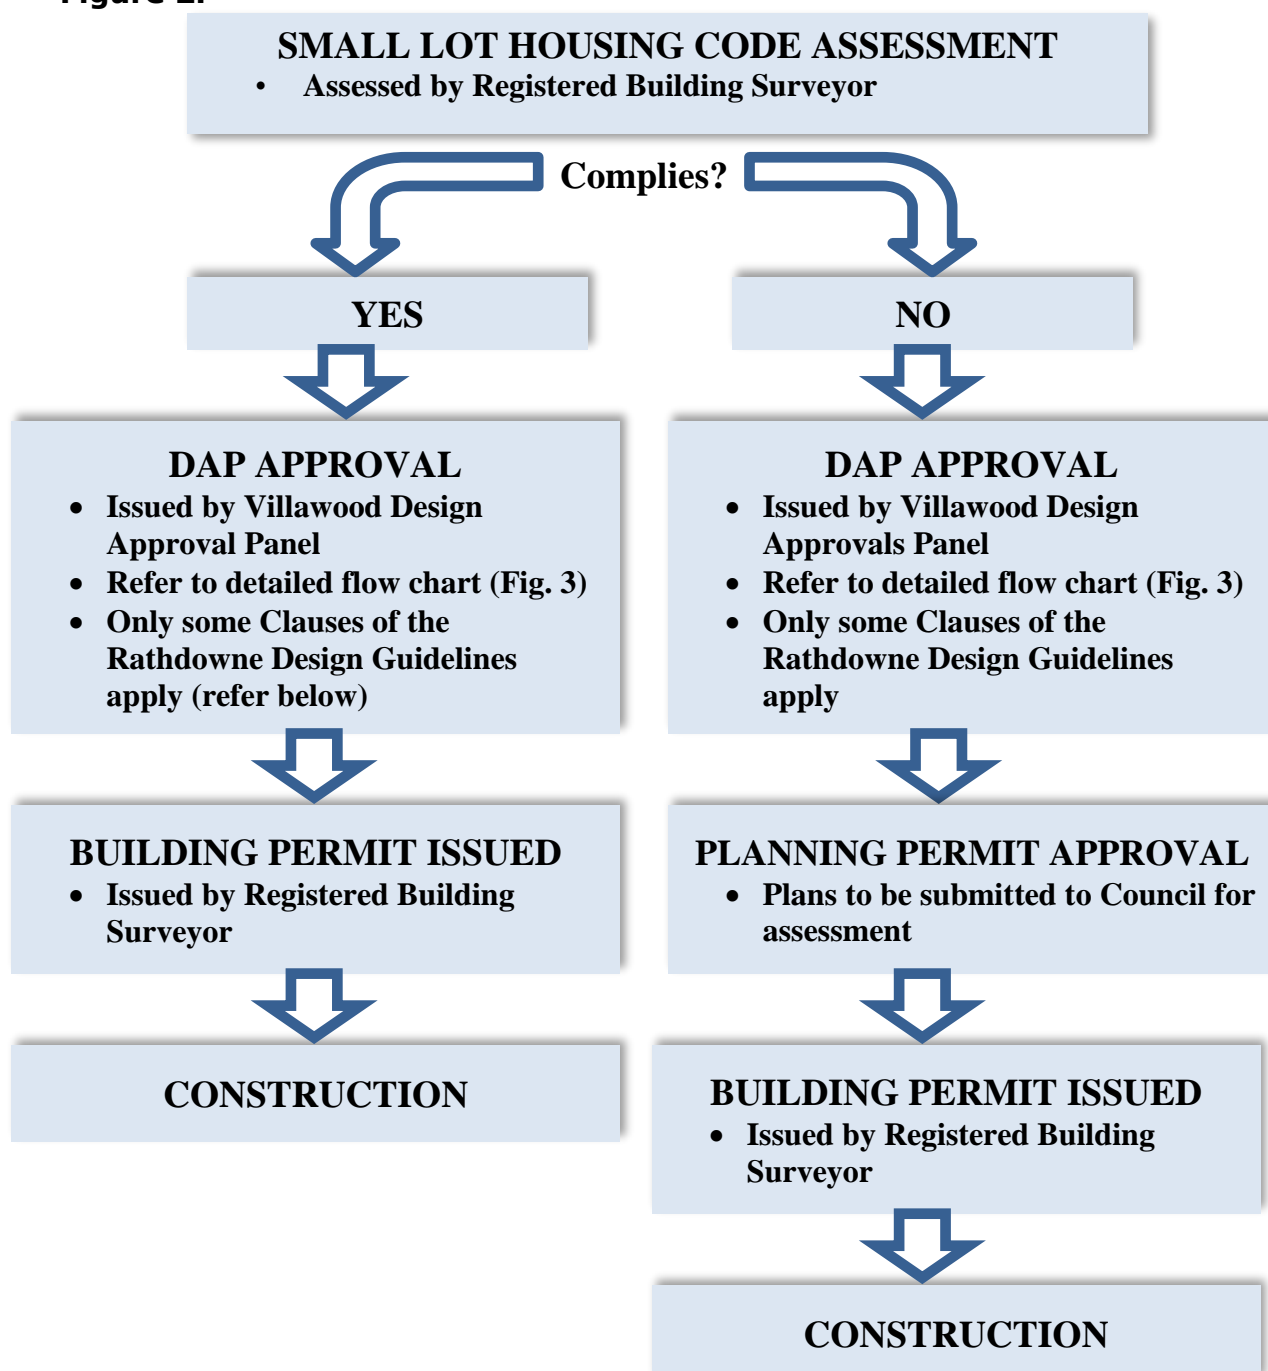 SMALL LOT HOUSING CODE ASSESSMENT
• Assessed by Registered Building Surveyor
Complies?
YES
NO
DAP APPROVAL
• Issued by Villawood Design
Approval Panel
• Refer to detailed flow chart (Fig. 3)
• Only some Clauses of the
Rathdowne Design Guidelines
apply (refer below)
DAP APPROVAL
• Issued by Villawood Design
Approvals Panel
• Refer to detailed flow chart (Fig. 3)
• Only some Clauses of the
Rathdowne Design Guidelines
apply
BUILDING PERMIT ISSUED
• Issued by Registered Building
Surveyor
PLANNING PERMIT APPROVAL
• Plans to be submitted to Council for
assessment
CONSTRUCTION
BUILDING PERMIT ISSUED
• Issued by Registered Building
Surveyor
CONSTRUCTION